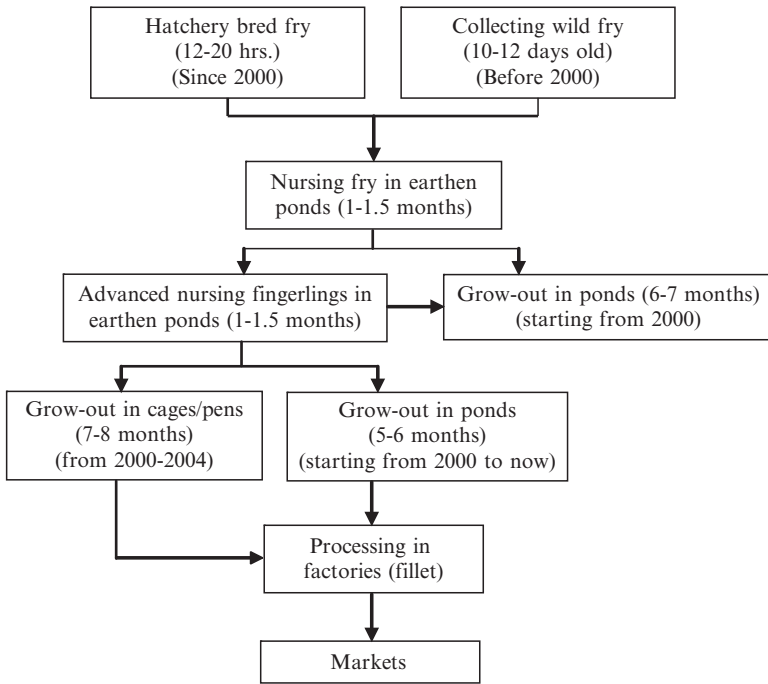 Hatchery bred fry
(12-20 hrs.)
(Since 2000)
Collecting wild fry
(10-12 days old)
(Before 2000)
Nursing fry in earthen
ponds (1-1.5 months)
Advanced nursing fingerlings in
earthen ponds (1-1.5 months)
Grow-out in ponds (6-7 months)
(starting from 2000)
Grow-out in cages/pens
(7-8 months)
(from 2000-2004)
Grow-out in ponds
(5-6 months)
(starting from 2000 to now)
Processing in
factories (fillet)
Markets